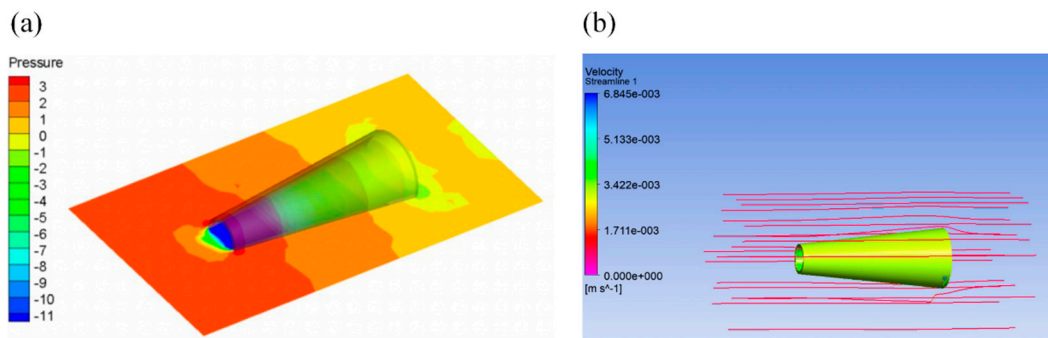 (a)
Pressure
3
2
1
0
-1
-3
-4
-5
-6
-7
-8
-9
-10
-11
(b)
Velocity
Streamline 1
6.845e-003
5.133e-003
3.422e-003
1.711e-003
0.000e+000
[m s^-1]